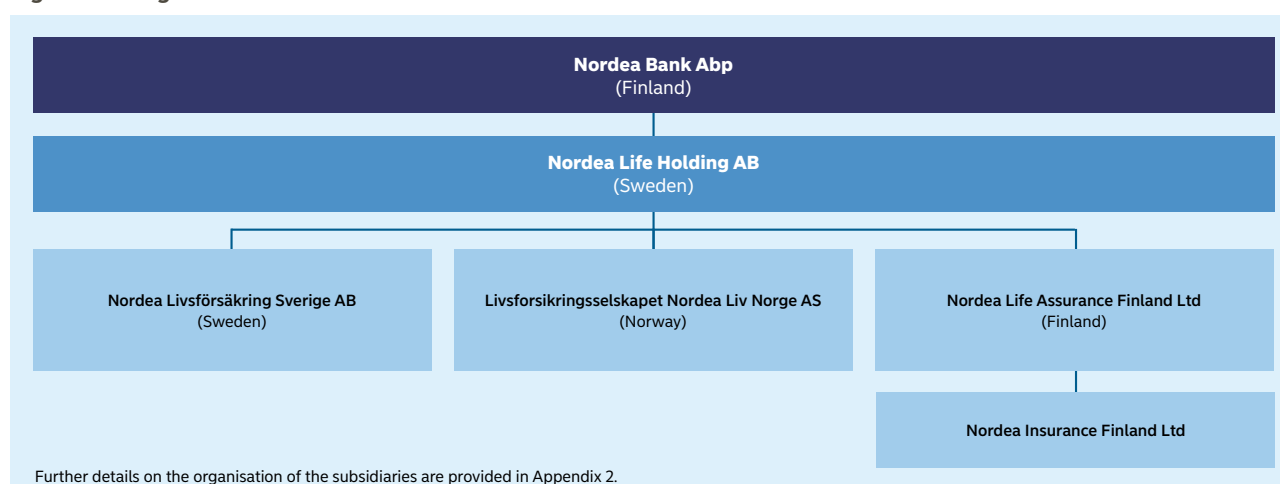 Nordea Bank Abp
(Finland)
Nordea Life Holding AB
(Sweden)
Nordea Livsförsäkring Sverige AB
(Sweden)
Livsforsikringsselskapet Nordea Liv Norge AS
(Norway)
Nordea Life Assurance Finland Ltd
(Finland)
Nordea Insurance Finland Ltd
Further details on the organisation of the subsidiaries are provided in Appendix 2.